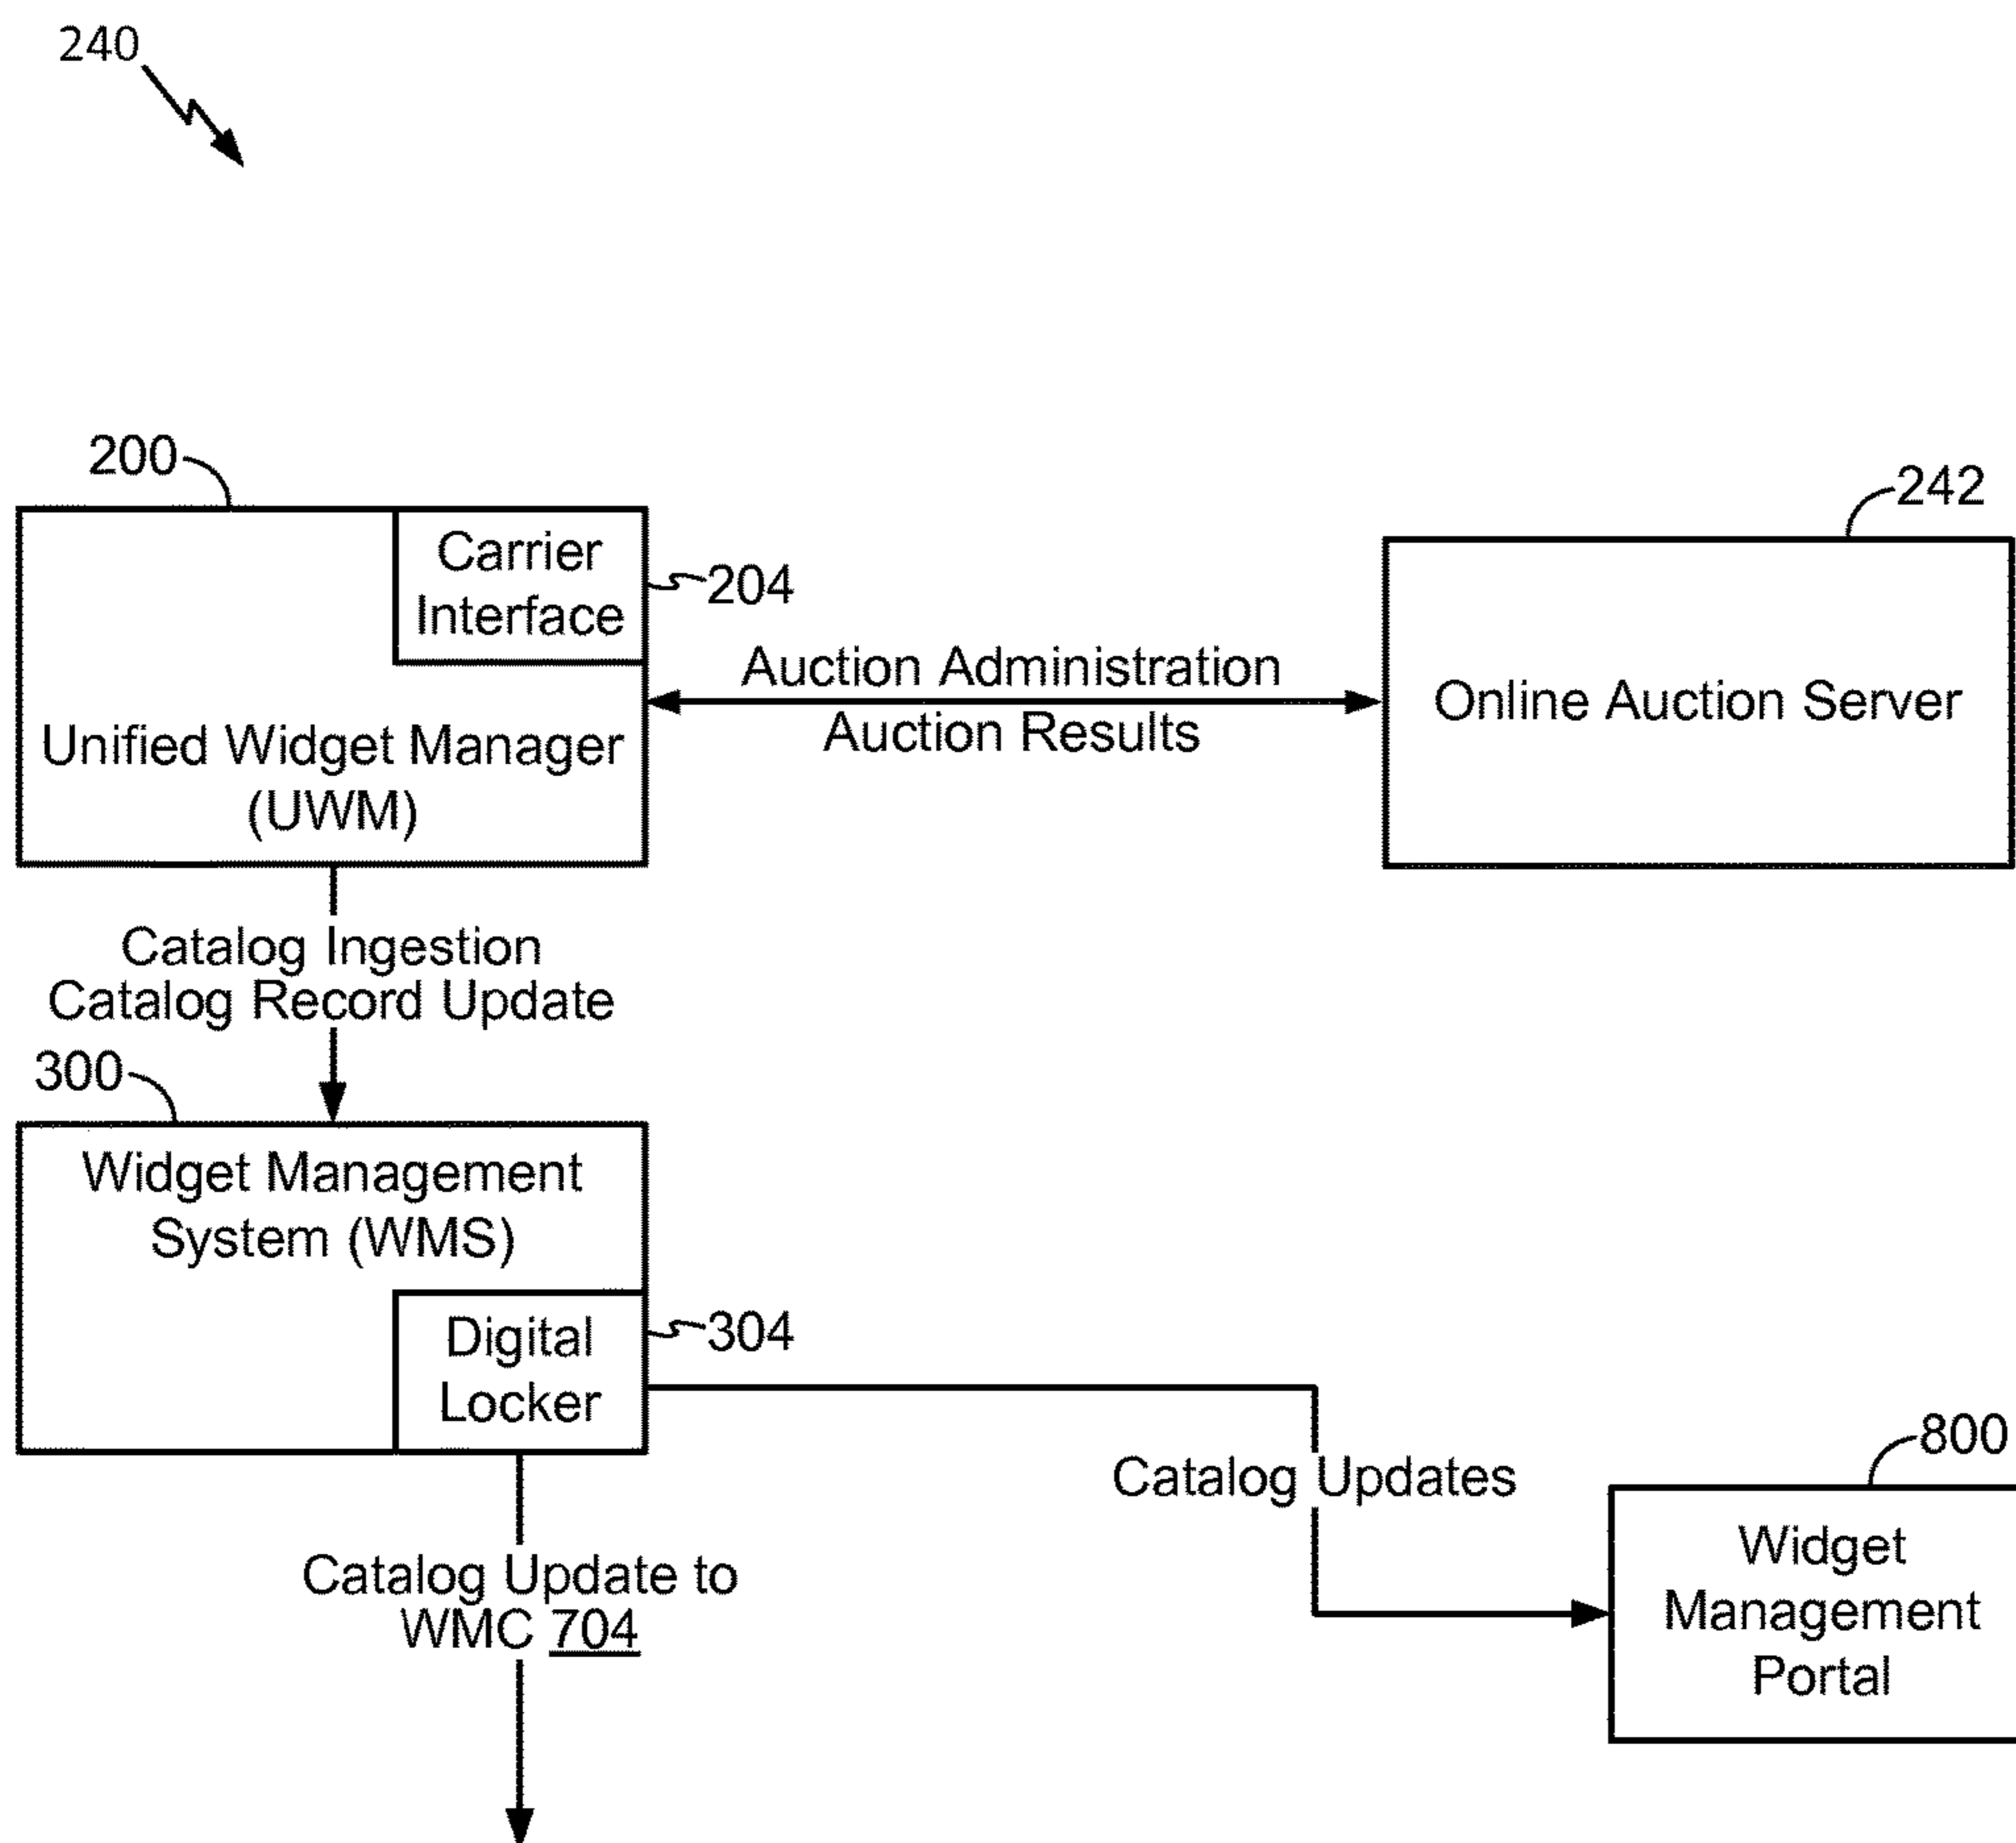 240
200
Carrier
Interface
204
Unified Widget Manager
(UWM)
Auction Administration
Auction Results
242
Online Auction Server
Catalog Ingestion
Catalog Record Update
300
Widget Management
System (WMS)
Digital
Locker
304
Catalog Updates
800
Widget
Management
Portal
Catalog Update to
WMC 704